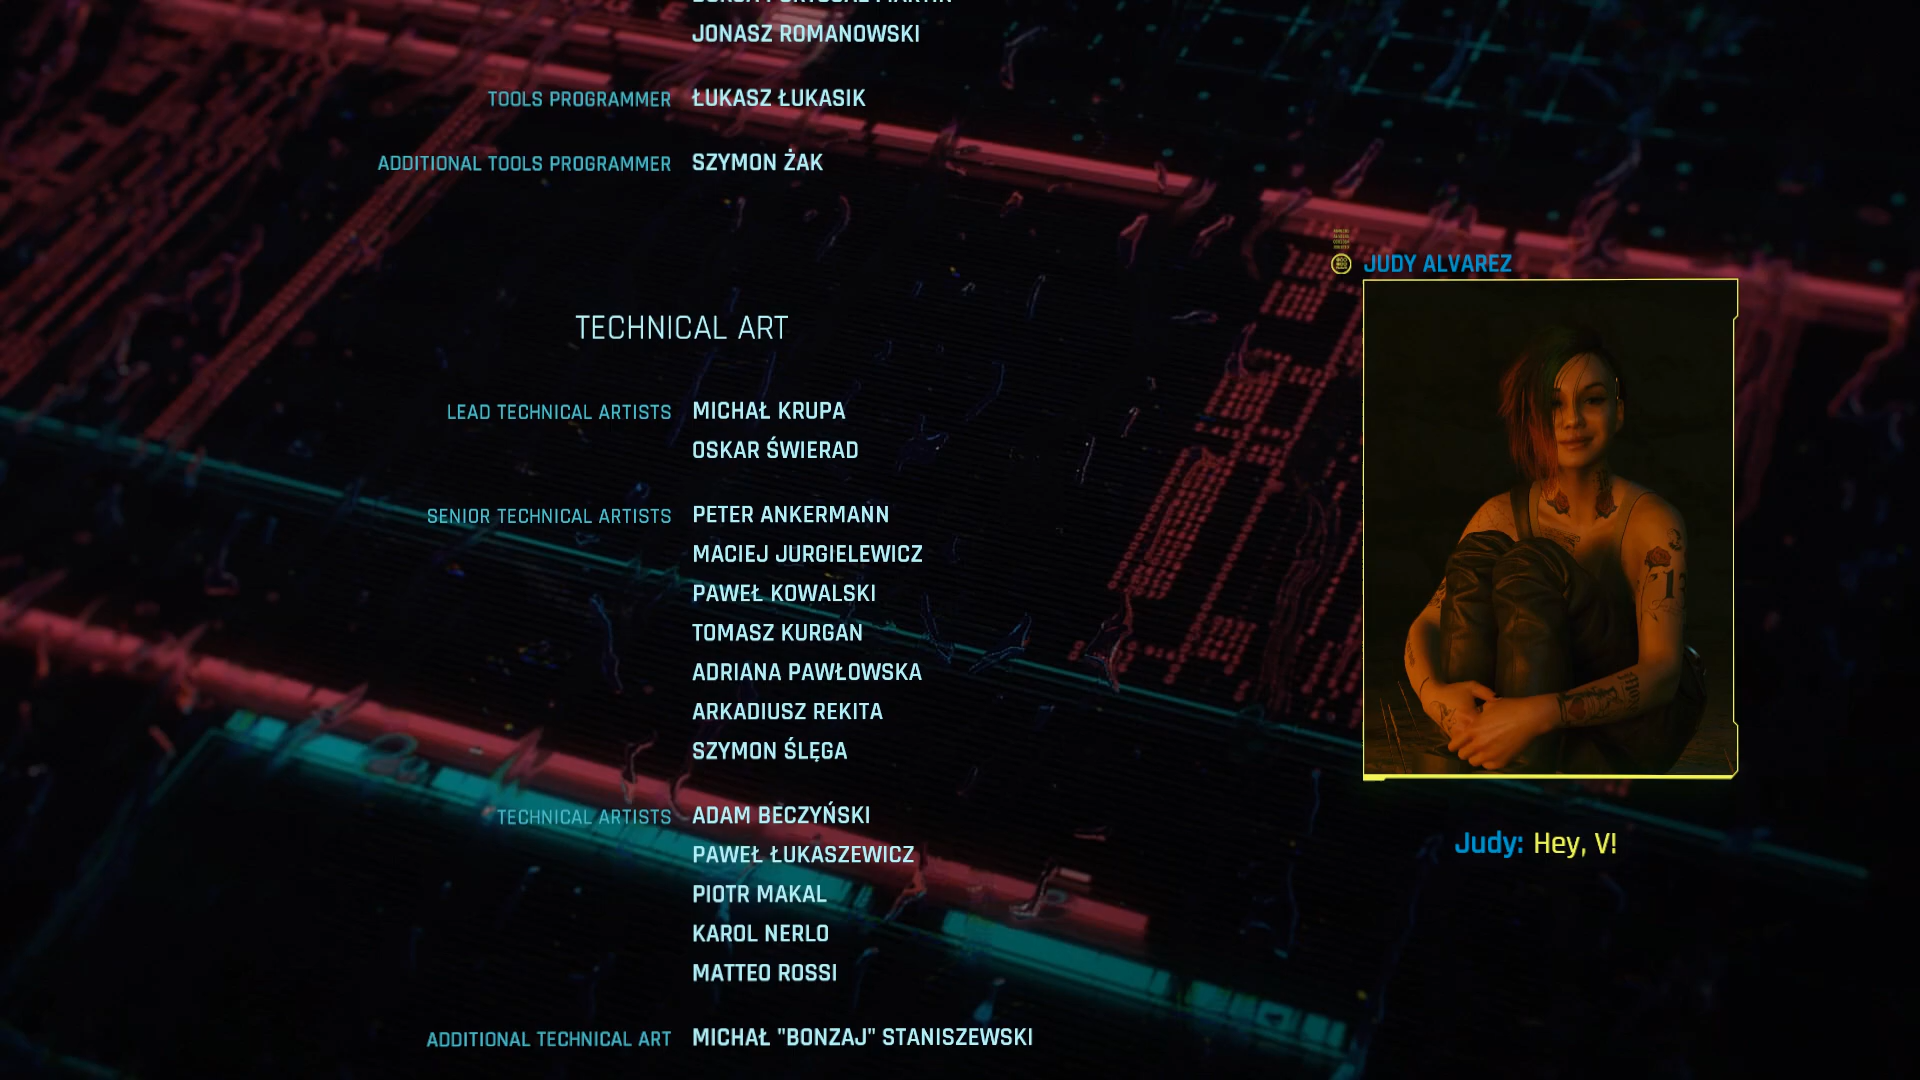 JONASZ ROMANOWSKI
TOOLS PROGRAMMER ŁUKASZ ŁUKASIK
ADDITIONAL TOOLS PROGRAMMER SZYMON ŻAK
TECHNICAL ART
LEAD TECHNICAL ARTISTS MICHAŁ KRUPA
OSKAR ŚWIERAD
SENIOR TECHNICAL ARTISTS PETER ANKERMANN
MACIEJ JURGIELEWICZ
PAWEŁ KOWALSKI
TOMASZ KURGAN
ADRIANA PAWŁOWSKA
ARKADIUSZ REKITA
SZYMON ŚLĘGA
TECHNICAL ARTISTS ADAM BECZYŃSKI
PAWEŁ ŁUKASZEWICZ
PIOTR MAKAL
KAROL NERLO
MATTEO ROSSI
ADDITIONAL TECHNICAL ART MICHAŁ "BONZAJ" STANISZEWSKI
JUDY ALVAREZ
Judy: Hey, V!